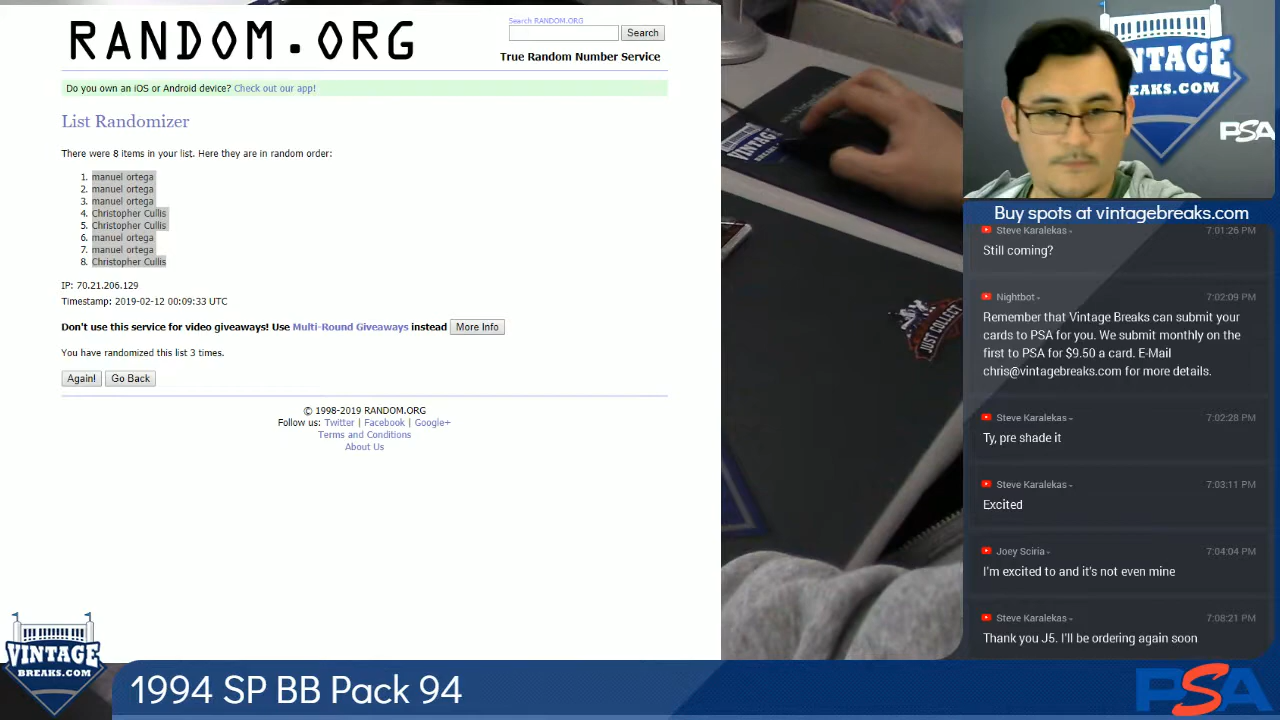 RANDOM.ORG
Search RANDOM.ORG
Search
True Random Number Service
Do you own an iOS or Android device? Check out our app!
List Randomizer
There were 8 items in your list. Here they are in random order:
1. manuel ortega
2. manuel ortega
3. manuel ortega
4. Christopher Cullis
5. Christopher Cullis
6. manuel ortega
7. manuel ortega
8. Christopher Cullis
IP: 70.21.206.129
Timestamp: 2019-02-12 00:09:33 UTC
Don't use this service for video giveaways! Use Multi-Round Giveaways instead More Info
You have randomized this list 3 times.
Again! Go Back
© 1998-2019 RANDOM.ORG
Follow us: Twitter | Facebook | Google+
Terms and Conditions
About Us
VINTAGE
BREAKS.COM
1994 SP BB Pack 94
VINTAGE
JUST COLLECT
NTAGE
KS.COM
PSA
Buy spots at vintagebreaks.com
Steve Karalekas 7:01:26 PM
Still coming?
Nightbot 7:02:09 PM
Remember that Vintage Breaks can submit your
cards to PSA for you. We submit monthly on the
first to PSA for $9.50 a card. E-Mail
chris@vintagebreaks.com for more details.
Steve Karalekas 7:02:28 PM
Ty, pre shade it
Steve Karalekas 7:03:11 PM
Excited
Joey Sciria 7:04:04 PM
I'm excited to and it's not even mine
Steve Karalekas 7:08:21 PM
Thank you J5. I'll be ordering again soon
PSA